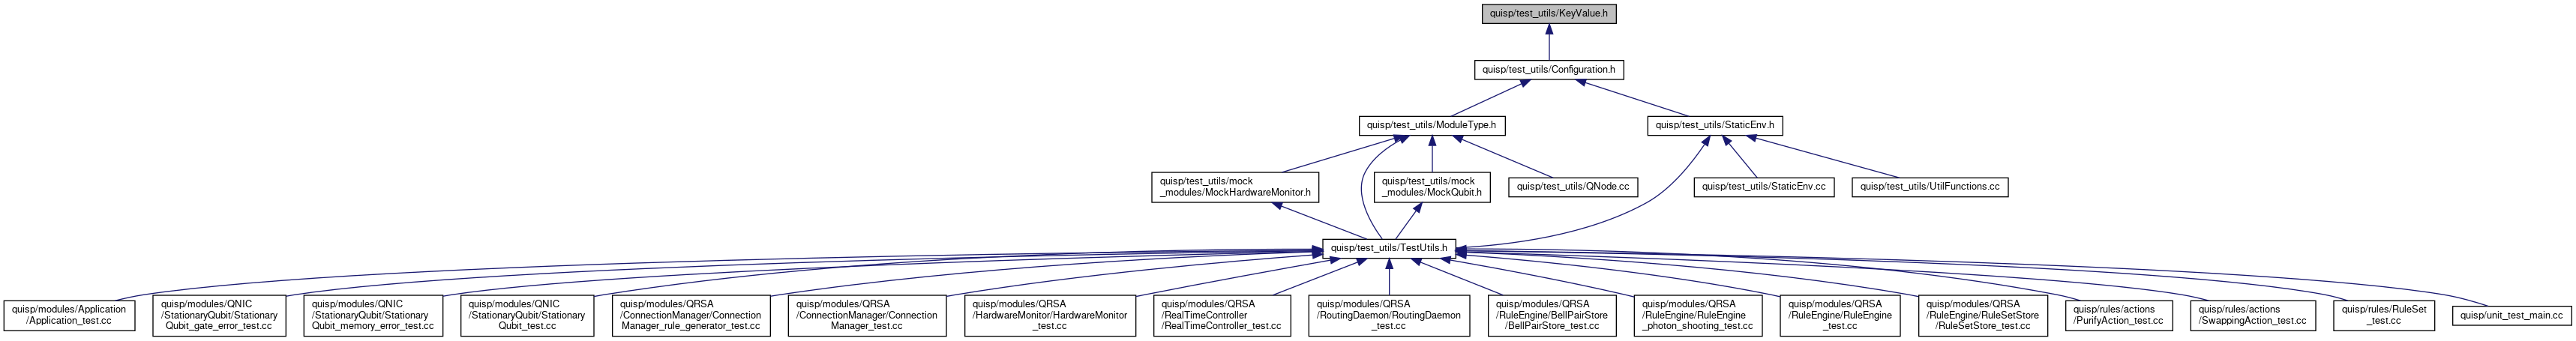 quisp/test_utils/KeyValue.h
quisp/test_utils/Configuration.h
quisp/test_utils/ModuleType.h
quisp/test_utils/StaticEnv.h
quisp/test_utils/mock
_modules/MockHardwareMonitor.h
quisp/test_utils/mock
_modules/MockQubit.h
quisp/test_utils/QNode.cc
quisp/test_utils/StaticEnv.cc
quisp/test_utils/UtilFunctions.cc
quisp/test_utils/TestUtils.h
quisp/modules/Application
/Application_test.cc
quisp/modules/QNIC
/StationaryQubit/Stationary
Qubit_gate_error_test.cc
quisp/modules/QNIC
/StationaryQubit/Stationary
Qubit_memory_error_test.cc
quisp/modules/QNIC
/StationaryQubit/Stationary
Qubit_test.cc
quisp/modules/QRSA
/ConnectionManager/Connection
Manager_rule_generator_test.cc
quisp/modules/QRSA
/ConnectionManager/Connection
Manager_test.cc
quisp/modules/QRSA
/HardwareMonitor/HardwareMonitor
_test.cc
quisp/modules/QRSA
/RealTimeController
/RealTimeController_test.cc
quisp/modules/QRSA
/RoutingDaemon/RoutingDaemon
_test.cc
quisp/modules/QRSA
/RuleEngine/BellPairStore
/BellPairStore_test.cc
quisp/modules/QRSA
/RuleEngine/RuleEngine
_photon_shooting_test.cc
quisp/modules/QRSA
/RuleEngine/RuleEngine
_test.cc
quisp/modules/QRSA
/RuleEngine/RuleSetStore
/RuleSetStore_test.cc
quisp/rules/actions
/PurifyAction_test.cc
quisp/rules/actions
/SwappingAction_test.cc
quisp/rules/RuleSet
_test.cc
quisp/unit_test_main.cc